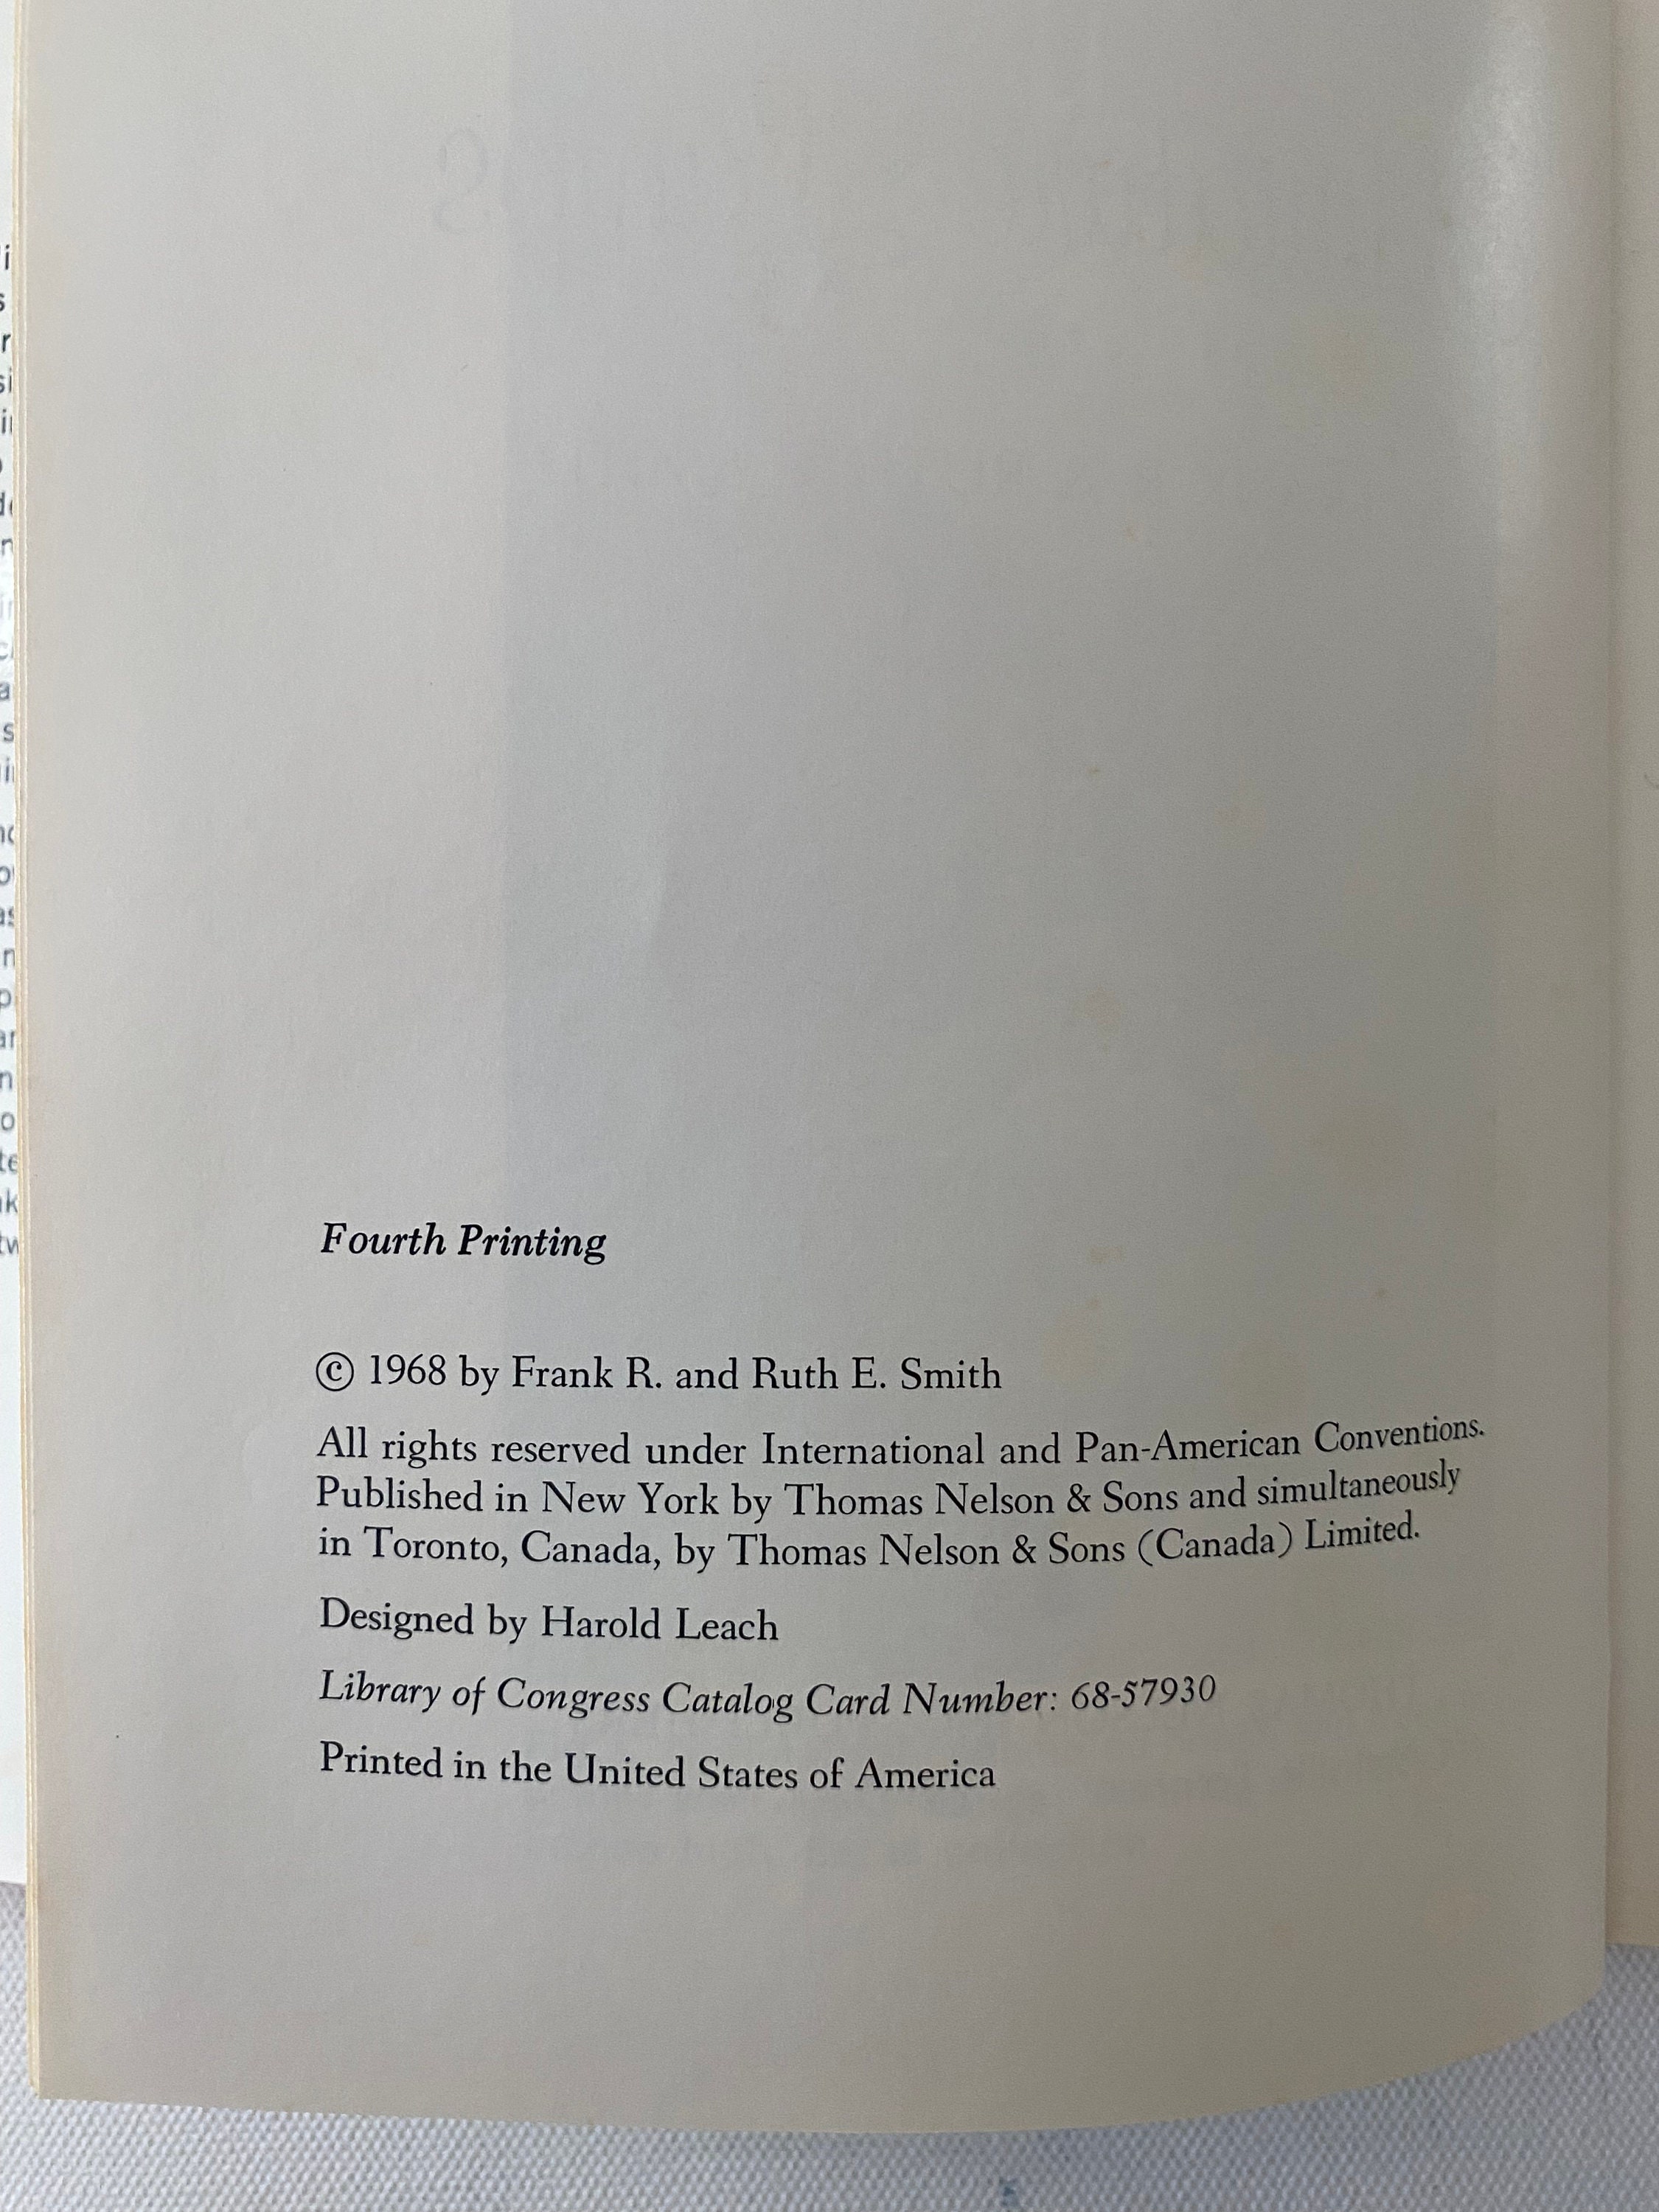 Fourth Printing
© 1968 by Frank R. and Ruth E. Smith
All rights reserved under International and Pan-American Conventions.
Published in New York by Thomas Nelson & Sons and simultaneously
in Toronto, Canada, by Thomas Nelson & Sons (Canada) Limited.
Designed by Harold Leach
Library of Congress Catalog Card Number: 68-57930
Printed in the United States of America